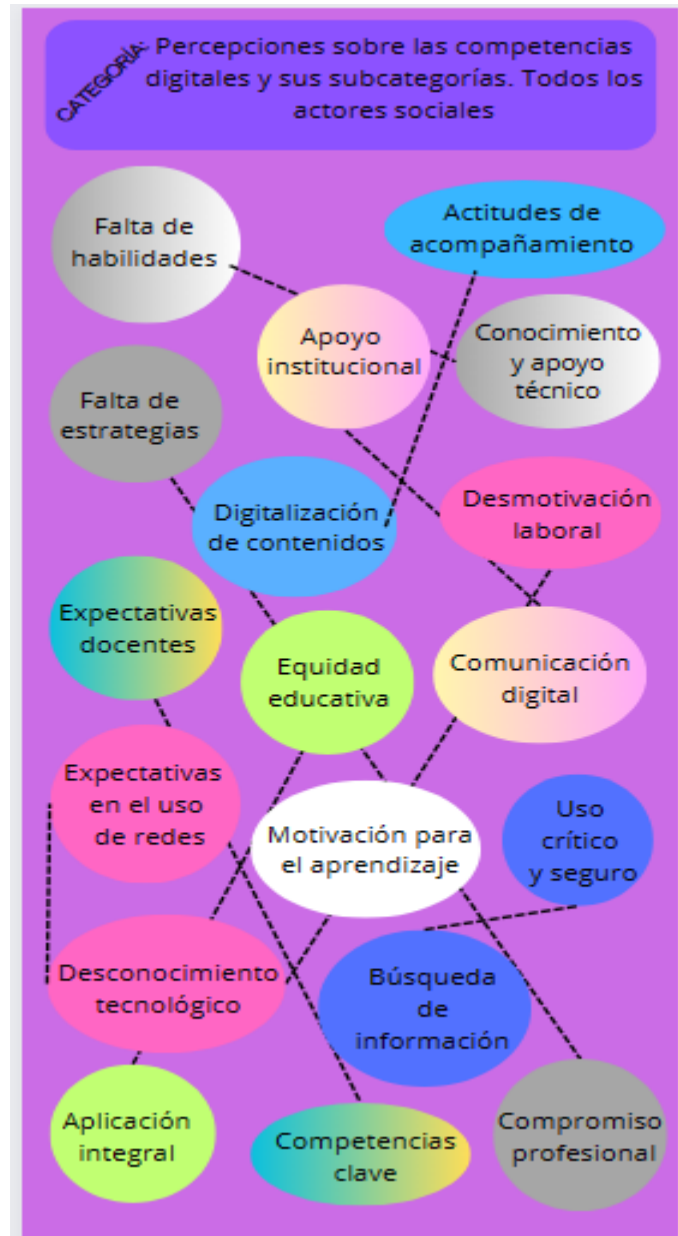 CATEGORÍA:
Percepciones sobre las competencias
digitales y sus subcategorías. Todos los
actores sociales
Falta de
habilidades
Actitudes de
acompañamiento
Apoyo
institucional
Conocimiento
y apoyo
técnico
Falta de
estrategias
Digitalización
de contenidos
Desmotivación
laboral
Expectativas
docentes
Equidad
educativa
Comunicación
digital
Expectativas
en el uso
de redes
Motivación para
el aprendizaje
Uso
crítico
y seguro
Desconocimiento
tecnológico
Búsqueda
de
información
Aplicación
integral
Competencias
clave
Compromiso
profesional